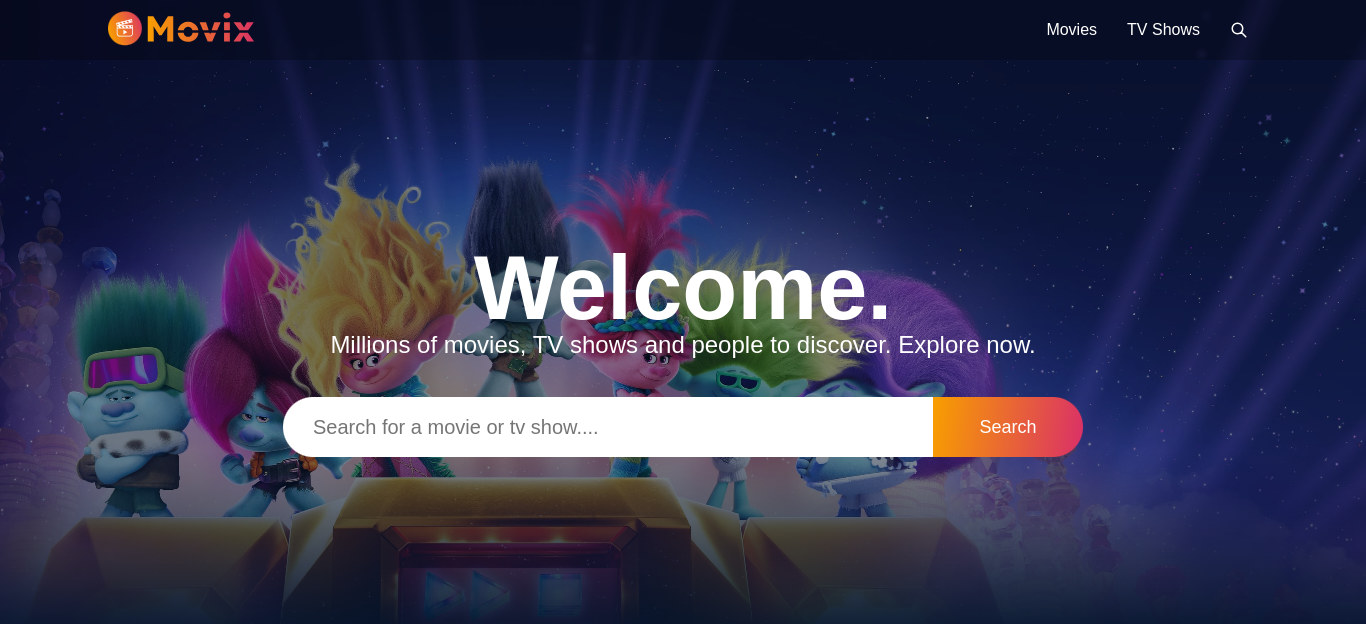 Movix
Movies
TV Shows
Welcome.
Millions of movies, TV shows and people to discover. Explore now.
Search for a movie or tv show....
Search